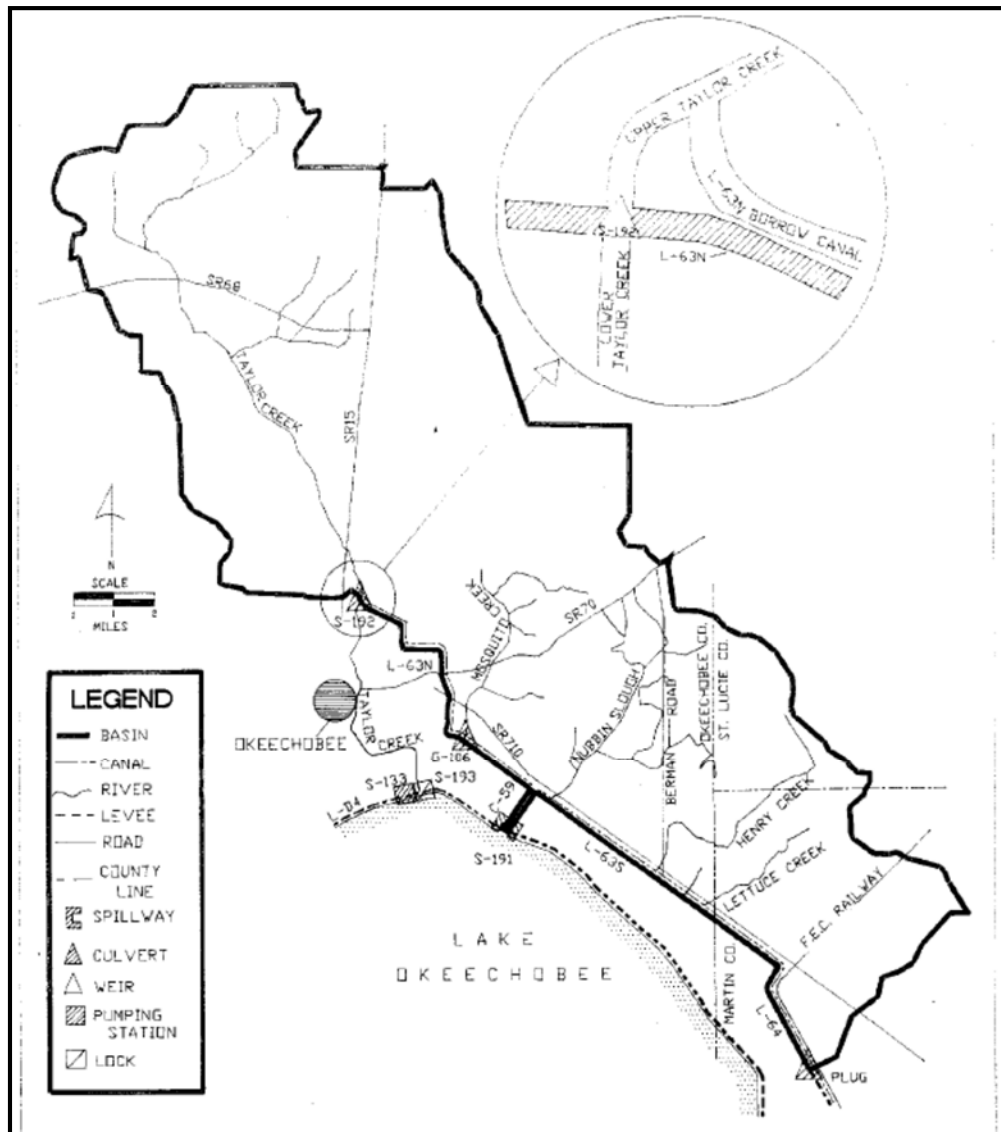 UPPER TAYLOR CREEK
L-63N BORROW CANAL
S-192
L-63N
LOWER
TAYLOR CREEK
SR68
TAYLOR
CREEK
SR15
N
SCALE
1 1 2
MILES
S-192
L-63N
MOSQUITO CREEK
SR70
OKEECHOBEE
TAYLOR
CREEK
G-106
SR710
NUBBIN SLOUGH
BERMAN ROAD
OKEECHOBEE CO.
ST. LUCIE CO.
S-133
S-193
L-D4
C-59
S-191
L-63S
HENRY CREEK
LETTUCE CREEK
F.E.C. RAILWAY
MARTIN CO.
L-64
PLUG
LAKE
OKEECHOBEE
LEGEND
BASIN
CANAL
RIVER
LEVEE
ROAD
COUNTY
LINE
SPILLWAY
CULVERT
WEIR
PUMPING
STATION
LOCK